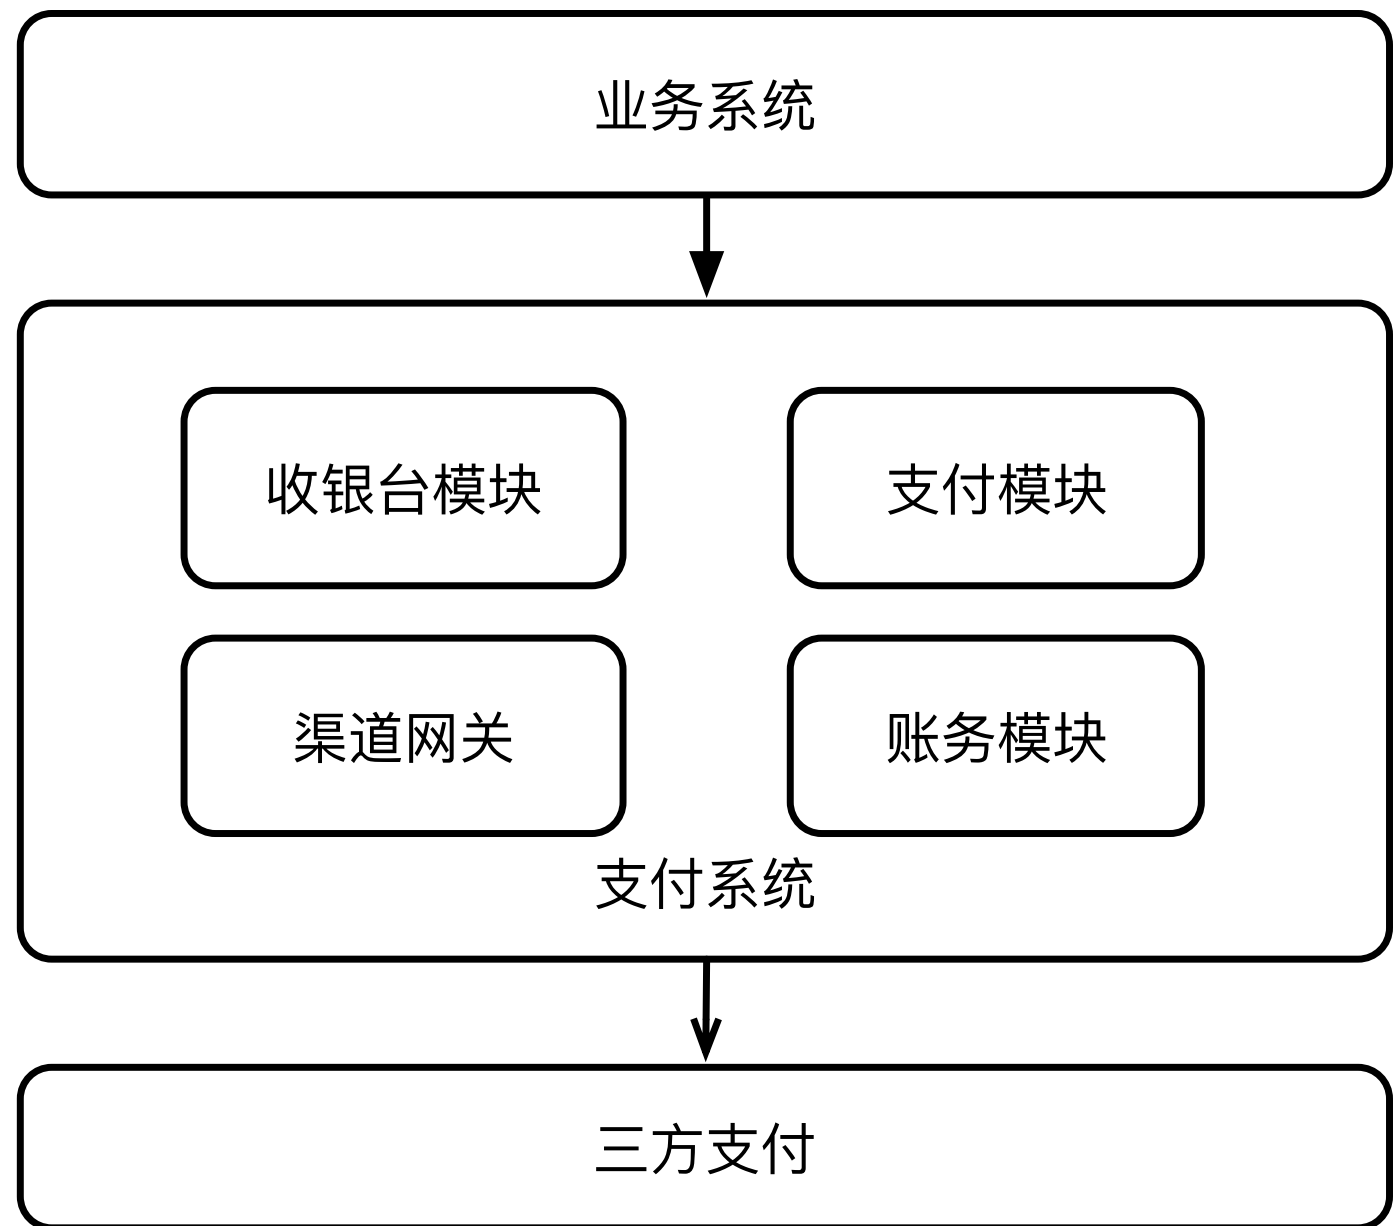 业务系统
收银台模块
支付模块
渠道网关
账务模块
支付系统
三方支付